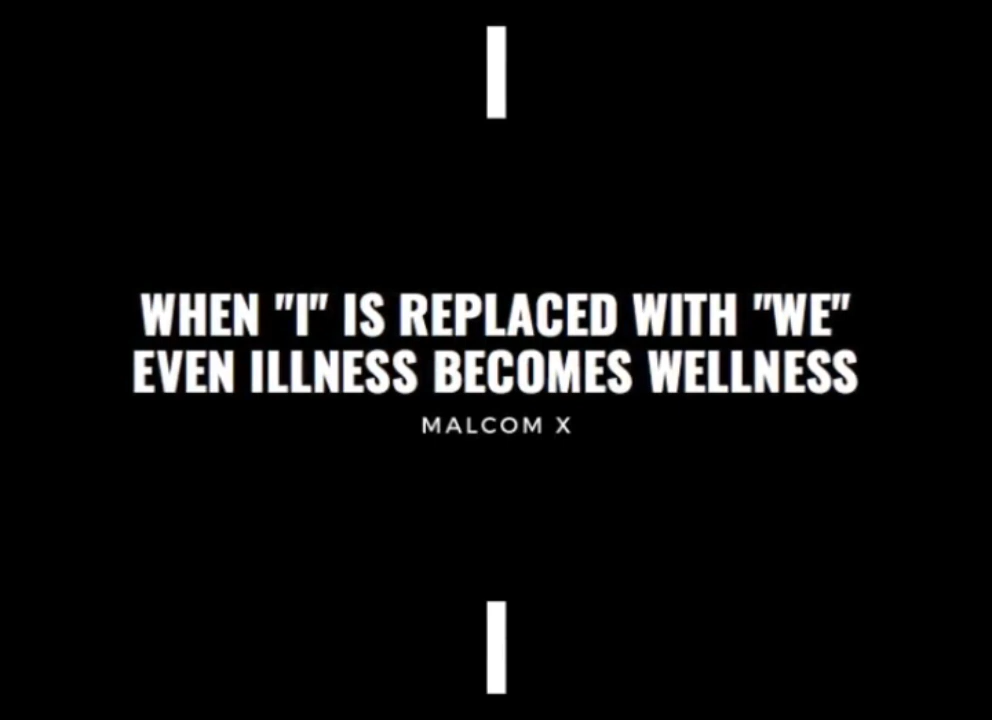 WHEN "I" IS REPLACED WITH "WE"
EVEN ILLNESS BECOMES WELLNESS
MALCOM X